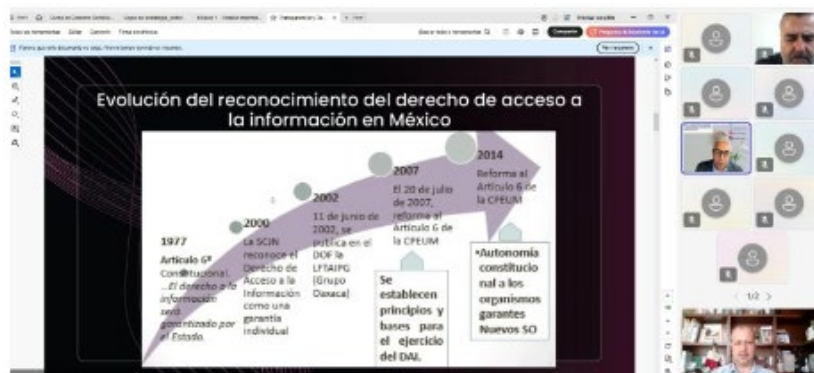 Compartir
Evolución del reconocimiento del derecho de acceso a
la información en México
1977
Artículo 6º
Constitucional.
...El derecho a la
información
será
garantizado por
el Estado.
2000
La SCJN
reconoce el
Derecho de
Acceso a la
Información
como una
garantía
individual
2002
11 de junio de
2002, se
publica en el
DOF la
LFTAIPG
(Grupo
Oaxaca)
2007
El 20 de julio
de 2007,
reforma al
Artículo 6 de
la CPEUM
Se
establecen
principios y
bases para
el ejercicio
del DAI.
2014
Reforma al
Artículo 6 de
la CPEUM
•Autonomía
constitucio
nal a los
organismos
garantes
Nuevos SO
1/2